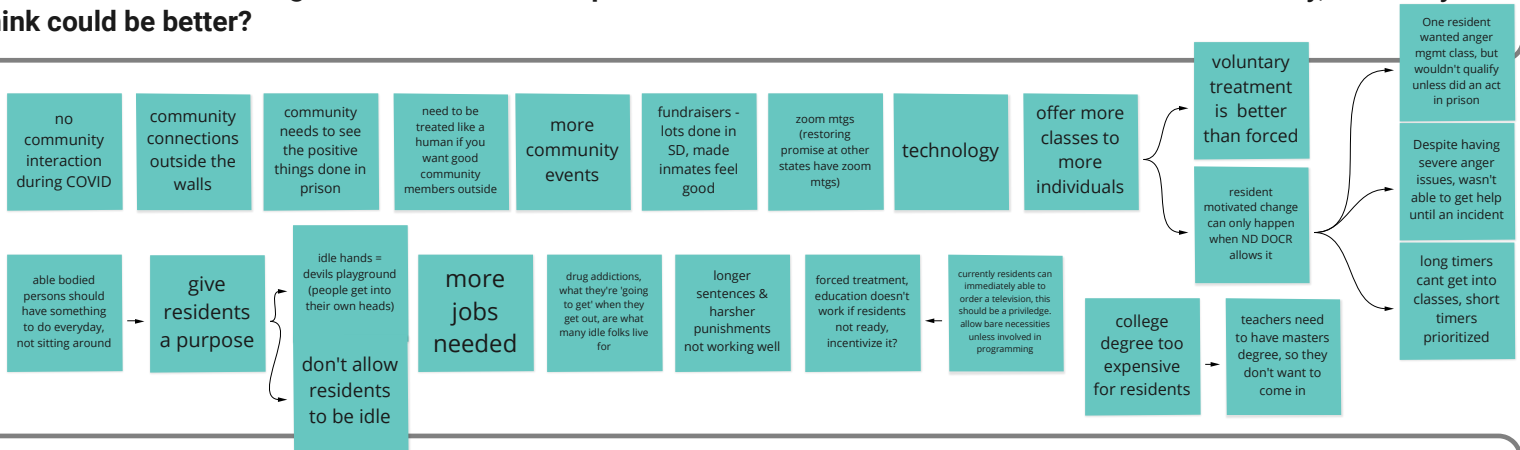 hink could be better?
no
community
interaction
during COVID
community
connections
outside the
walls
community
needs to see
the positive
things done in
prison
need to be
treated like a
human if you
want good
community
members outside
more
community
events
fundraisers -
lots done in
SD, made
inmates feel
good
zoom mtgs
(restoring
promise at other
states have zoom
mtgs)
technology
offer more
classes to
more
individuals
voluntary
treatment
is better
than forced
resident
motivated change
can only happen
when ND DOCR
allows it
One resident
wanted anger
mgmt class, but
wouldn't qualify
unless did an act
in prison
Despite having
severe anger
issues, wasn't
able to get help
until an incident
long timers
cant get into
classes, short
timers
prioritized
able bodied
persons should
have something
to do everyday,
not sitting around
give
residents
a purpose
idle hands =
devils playground
(people get into
their own heads)
don't allow
residents
to be idle
more
jobs
needed
drug addictions,
what they're 'going
to get' when they
get out, are what
many idle folks live
for
longer
sentences &
harsher
punishments
not working well
forced treatment,
education doesn't
work if residents
not ready,
incentivize it?
currently residents can
immediately able to
order a television, this
should be a priviledge.
allow bare necessities
unless involved in
programming
college
degree too
expensive
for residents
teachers need
to have masters
degree, so they
don't want to
come in